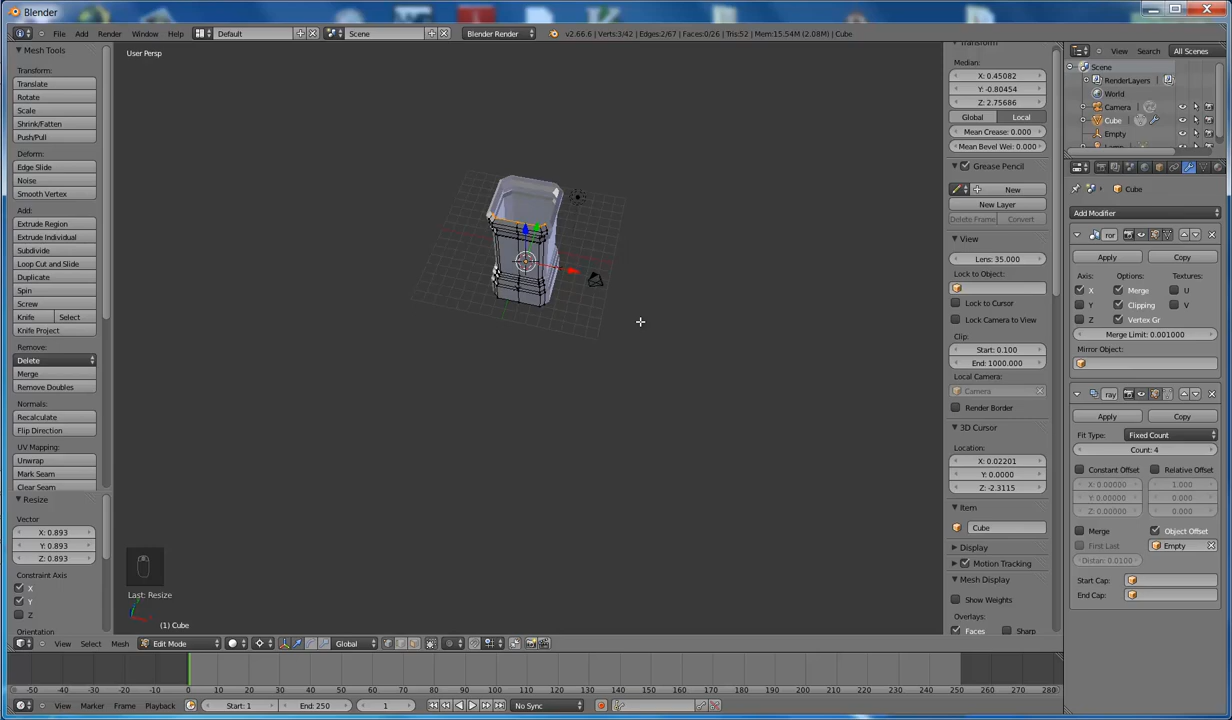 Blender
File Add Render Window Help Default Scene Blender Render v2.66.6 | Verts:3/42 | Edges:2/67 | Faces:0/26 | Tris:52 | Mem:15.54M (2.08M) | Cube
Mesh Tools
Transform:
Translate
Rotate
Scale
Shrink/Fatten
Push/Pull
Deform:
Edge Slide
Noise
Smooth Vertex
Add:
Extrude Region
Extrude Individual
Subdivide
Loop Cut and Slide
Duplicate
Spin
Screw
Knife Select
Knife Project
Remove:
Delete
Merge
Remove Doubles
Normals:
Recalculate
Flip Direction
UV Mapping:
Unwrap
Mark Seam
Clear Seam
Resize
Vector
X: 0.893
Y: 0.893
Z: 0.893
Constraint Axis
X
Y
Z
Orientation
User Persp
Last: Resize
(1) Cube
Transform
Median:
X: 0.45082
Y: -0.80454
Z: 2.75686
Global Local
Mean Crease: 0.000
Mean Bevel Wei: 0.000
Grease Pencil
New
New Layer
Delete Frame Convert
View
Lens: 35.000
Lock to Object:
Lock to Cursor
Lock Camera to View
Clip:
Start: 0.100
End: 1000.000
Local Camera:
Camera
Render Border
3D Cursor
Location:
X: 0.02201
Y: 0.0000
Z: -2.3115
Item
Cube
Display
Motion Tracking
Mesh Display
Show Weights
Overlays:
Faces Sharp
View Search All Scenes
Scene
RenderLayers
World
Camera
Cube
Empty
Cube
Add Modifier
ror
Apply Copy
Axis: Options: Textures:
X Merge U
Y Clipping V
Z Vertex Gr
Merge Limit: 0.001000
Mirror Object:
ray
Apply Copy
Fit Type: Fixed Count
Count: 4
Constant Offset Relative Offset
X: 0.00000 1.000
Y: 0.00000 0.000
Z: 0.00000 0.000
Merge Object Offset
First Last Empty
Distan: 0.0100
Start Cap:
End Cap:
View Select Mesh Edit Mode Global
-50 -40 -30 -20 -10 0 10 20 30 40 50 60 70 80 90 100 110 120 130 140 150 160 170 180 190 200 210 220 230 240 250 260 270 280
View Marker Frame Playback Start: 1 End: 250 1 No Sync